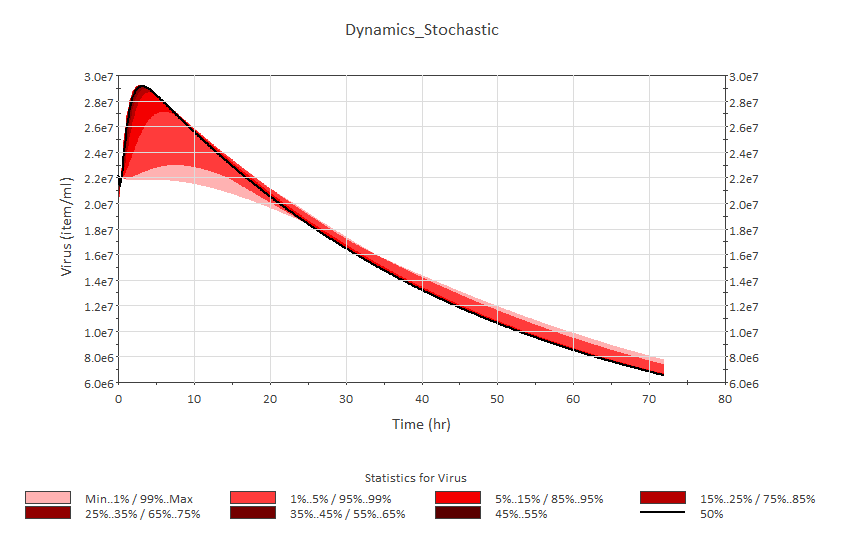 Dynamics_Stochastic
3.0e7 3.0e7
2.8e7 2.8e7
2.6e7 2.6e7
2.4e7 2.4e7
2.2e7 2.2e7
2.0e7 2.0e7
1.8e7 1.8e7
1.6e7 1.6e7
1.4e7 1.4e7
1.2e7 1.2e7
1.0e7 1.0e7
8.0e6 8.0e6
6.0e6 6.0e6
Virus (item/ml)
0 10 20 30 40 50 60 70 80
Time (hr)
Statistics for Virus
Min..1% / 99%..Max 1%..5% / 95%..99% 5%..15% / 85%..95% 15%..25% / 75%..85%
25%..35% / 65%..75% 35%..45% / 55%..65% 45%..55% 50%